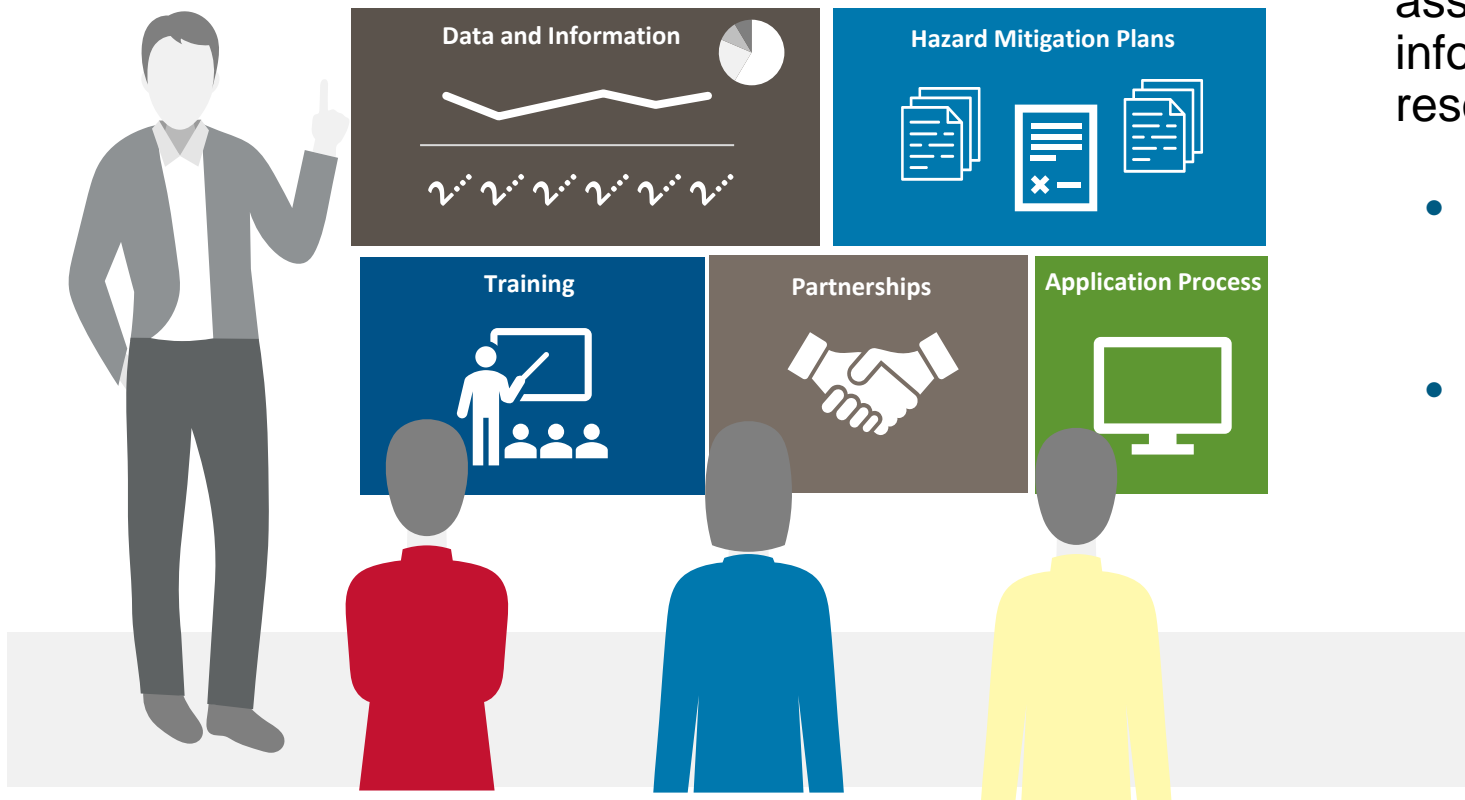 Data and Information
Hazard Mitigation Plans
Training
Partnerships
Application Process